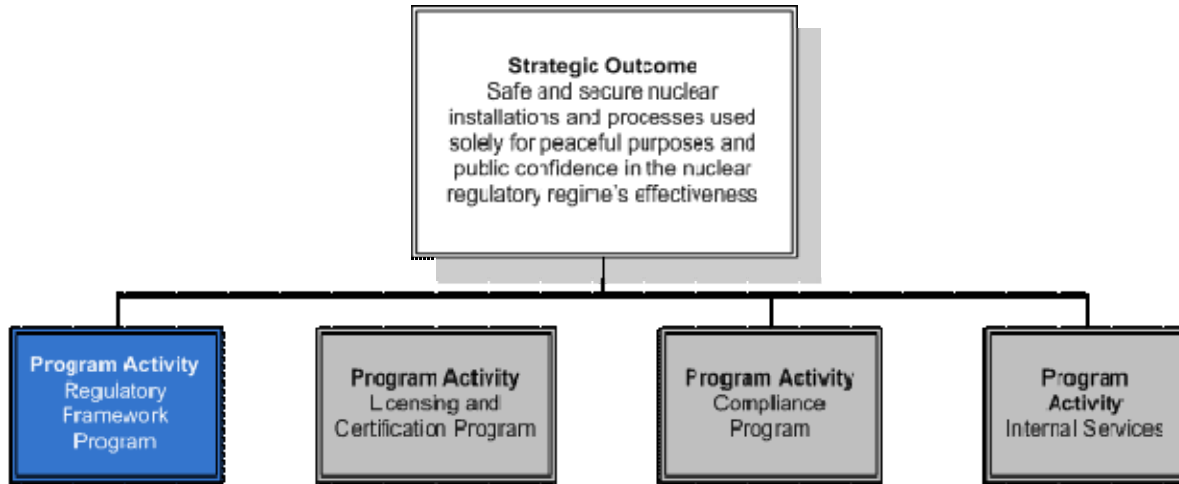 Strategic Outcome
Safe and secure nuclear
installations and processes used
solely for peaceful purposes and
public confidence in the nuclear
regulatory regime's effectiveness
Program Activity
Regulatory
Framework
Program
Program Activity
Licensing and
Certification Program
Program Activity
Compliance
Program
Program
Activity
Internal Services